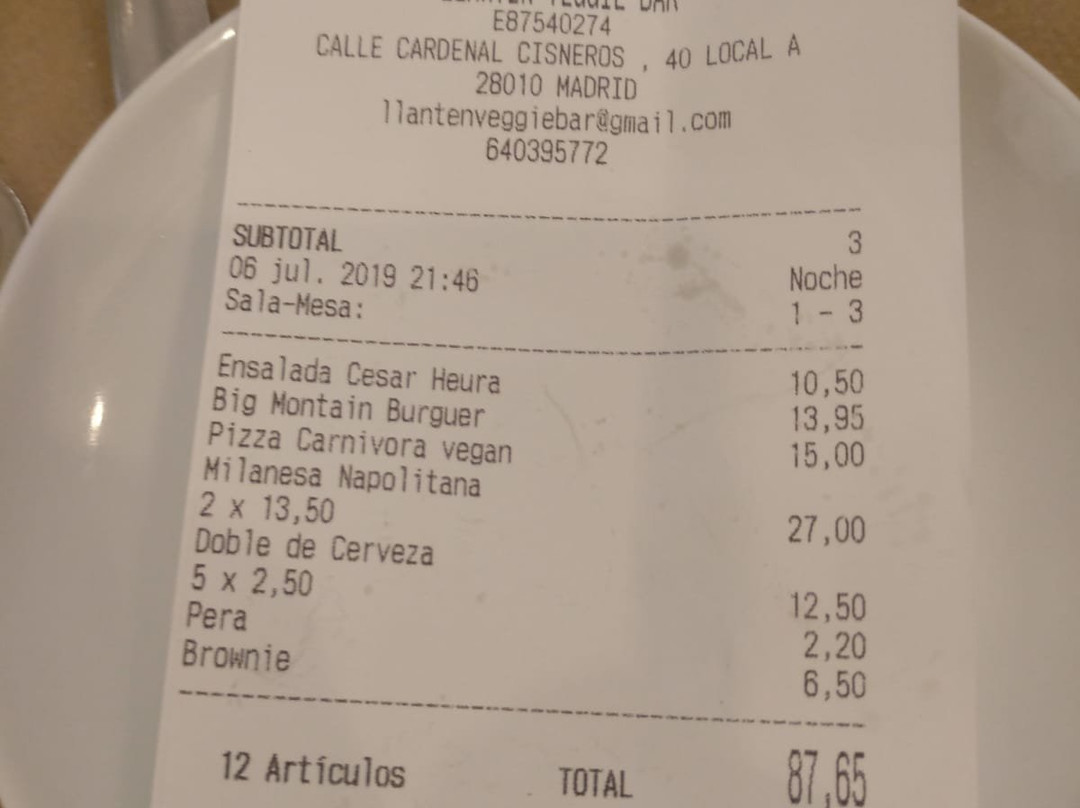 E87540274
CALLE CARDENAL CISNEROS , 40 LOCAL A
28010 MADRID
llantenveggiebar@gmail.com
640395772
SUBTOTAL 3
06 jul. 2019 21:46 Noche
Sala-Mesa: 1 - 3
Ensalada Cesar Heura 10,50
Big Montain Burguer 13,95
Pizza Carnivora vegan 15,00
Milanesa Napolitana
2 x 13,50 27,00
Doble de Cerveza
5 x 2,50 12,50
Pera 2,20
Brownie 6,50
12 Artículos TOTAL 87,65